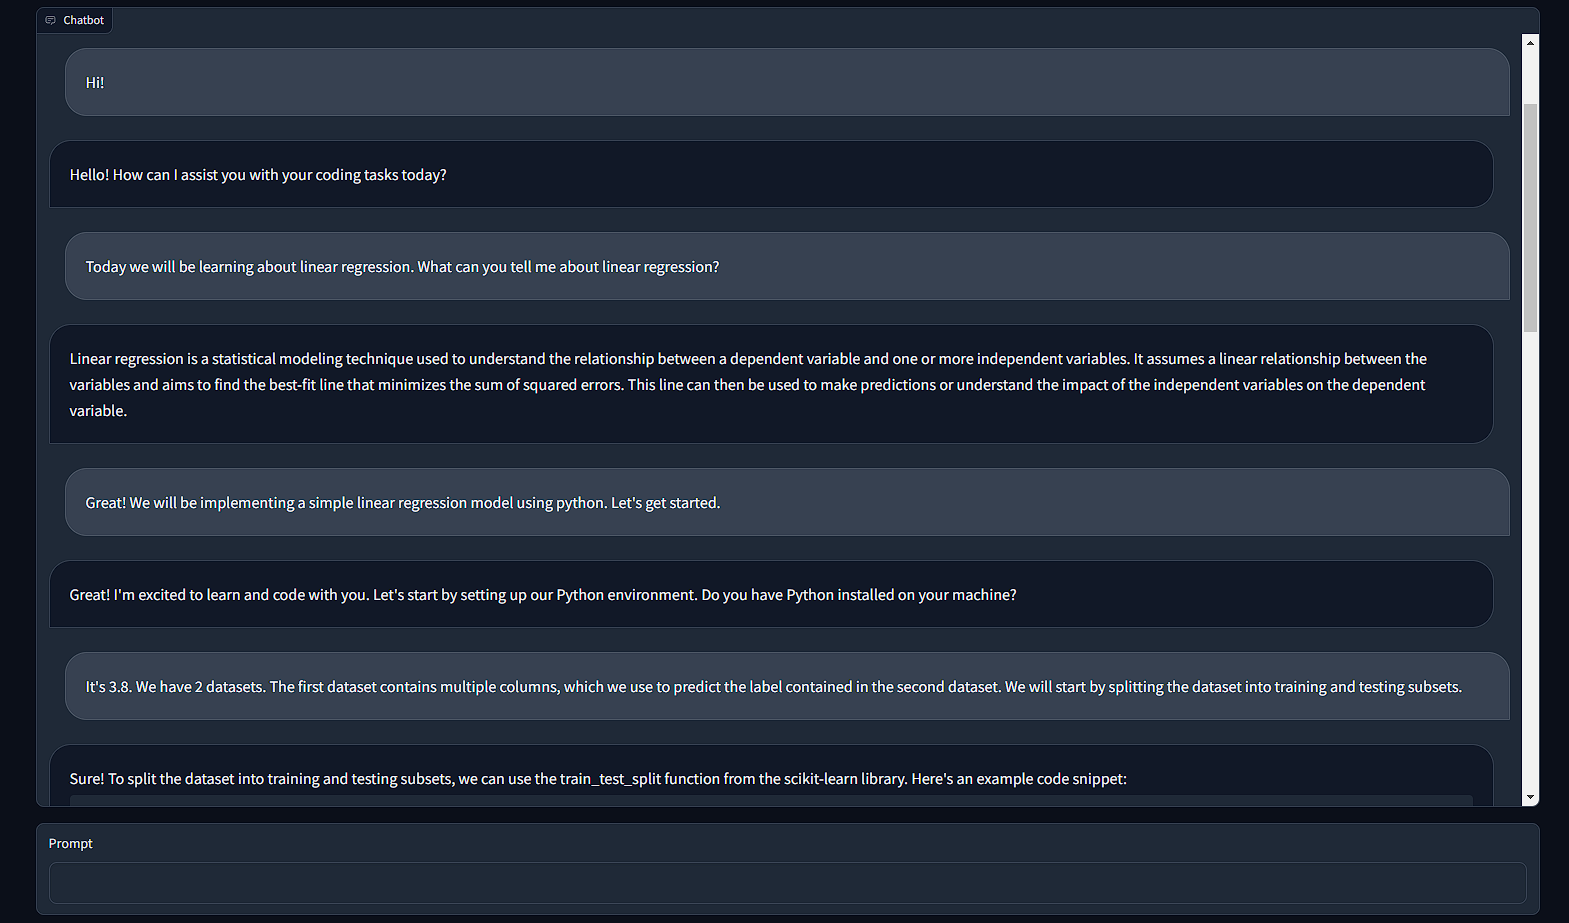 Chatbot
Hi!
Hello! How can I assist you with your coding tasks today?
Today we will be learning about linear regression. What can you tell me about linear regression?
Linear regression is a statistical modeling technique used to understand the relationship between a dependent variable and one or more independent variables. It assumes a linear relationship between the
variables and aims to find the best-fit line that minimizes the sum of squared errors. This line can then be used to make predictions or understand the impact of the independent variables on the dependent
variable.
Great! We will be implementing a simple linear regression model using python. Let's get started.
Great! I'm excited to learn and code with you. Let's start by setting up our Python environment. Do you have Python installed on your machine?
It's 3.8. We have 2 datasets. The first dataset contains multiple columns, which we use to predict the label contained in the second dataset. We will start by splitting the dataset into training and testing subsets.
Sure! To split the dataset into training and testing subsets, we can use the train_test_split function from the scikit-learn library. Here's an example code snippet:
Prompt